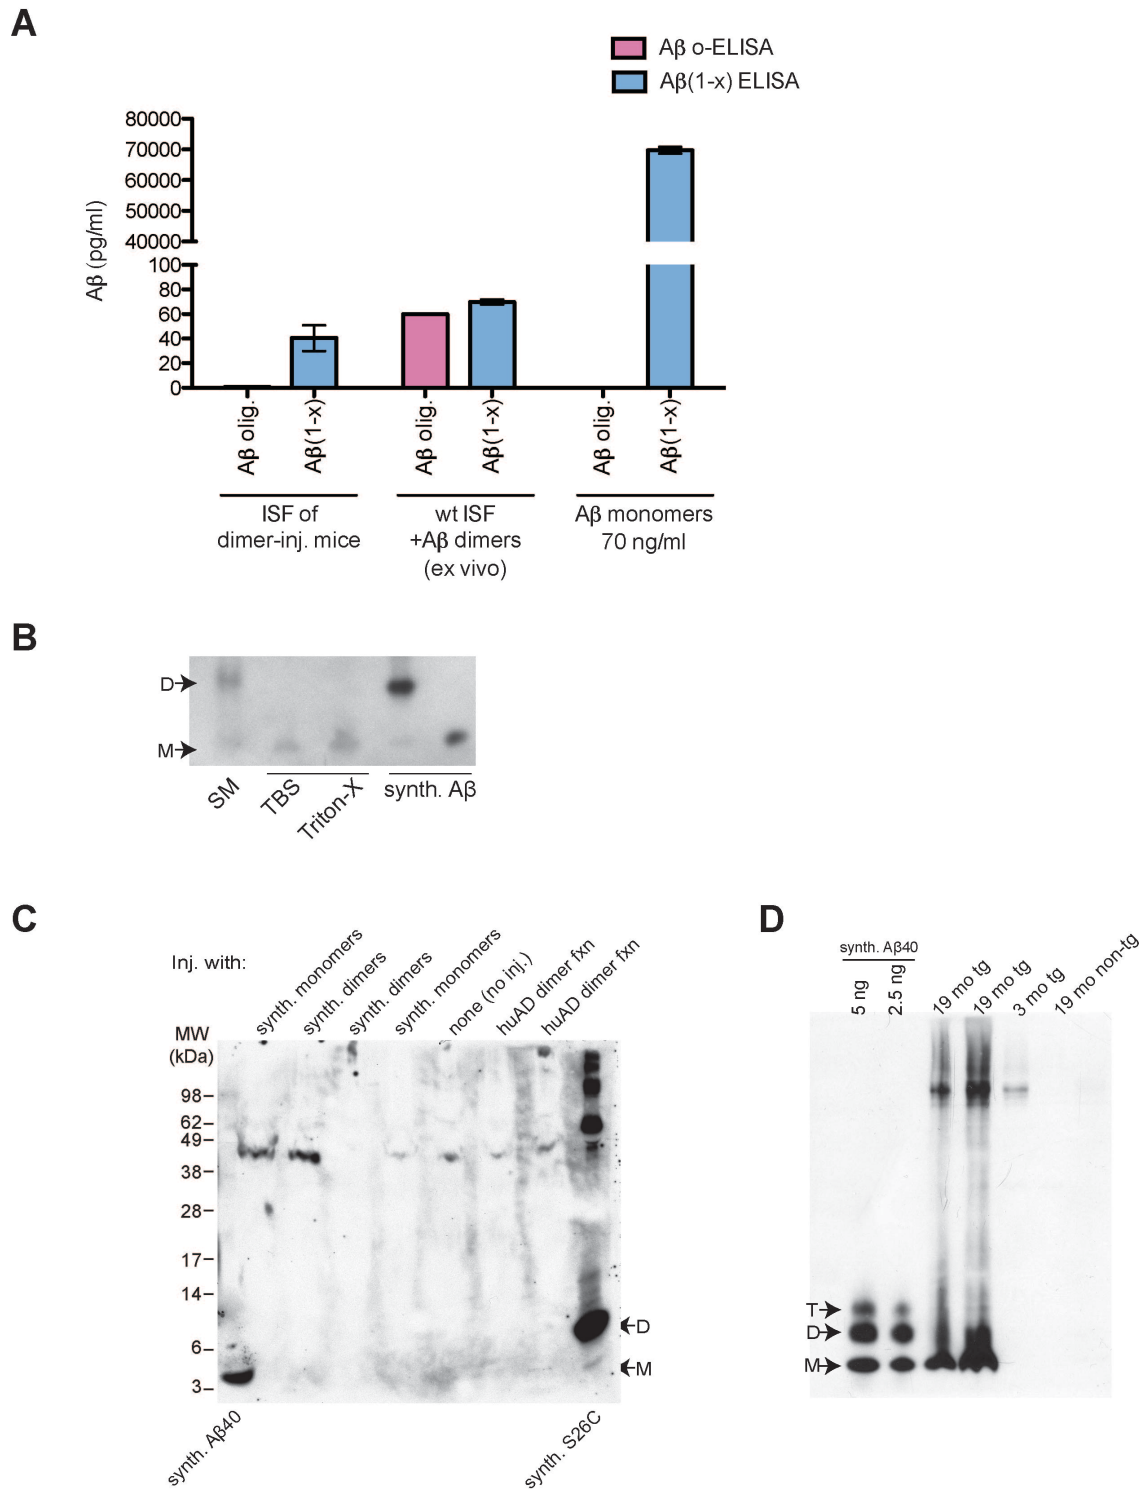 A
Aβ o-ELISA
Aβ(1-x) ELISA
80000
70000
60000
50000
40000
100
80
60
40
20
0
Aβ (pg/ml)
Aβ olig.
Aβ(1-x)
Aβ olig.
Aβ(1-x)
Aβ olig.
Aβ(1-x)
ISF of
dimer-inj. mice
wt ISF
+Aβ dimers
(ex vivo)
Aβ monomers
70 ng/ml
B
D
M
SM
TBS
Triton-X
synth. Aβ
C
Inj. with:
synth. monomers
synth. dimers
synth. dimers
synth. monomers
none (no inj.)
huAD dimer fxn
huAD dimer fxn
MW
(kDa)
98
62
49
38
28
17
14
6
3
D
M
synth. Aβ40
synth. S26C
D
synth. Aβ40
5 ng
2.5 ng
19 mo tg
19 mo tg
3 mo tg
19 mo non-tg
T
D
M